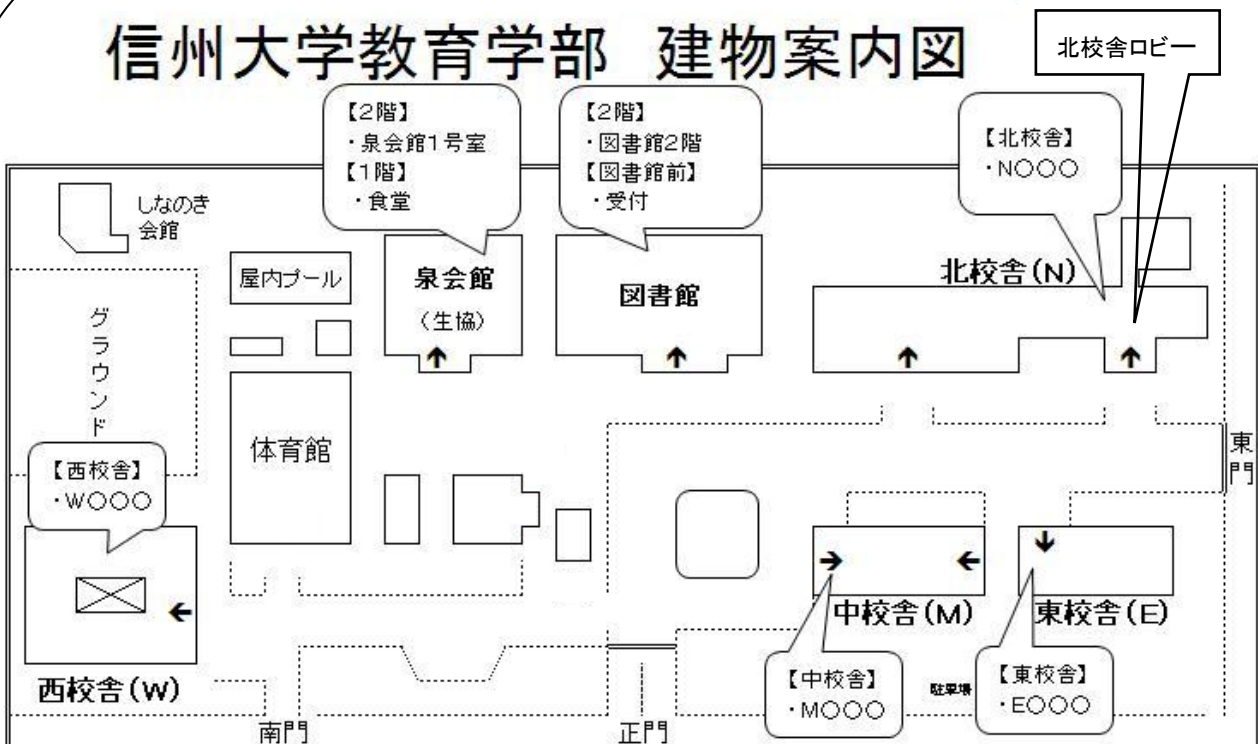 信州大学教育学部 建物案内図
北校舎ロビー
【2階】
・泉会館1号室
【1階】
・食堂
【2階】
・図書館2階
【図書館前】
・受付
【北校舎】
・N〇〇〇
しなのき
会館
屋内プール
泉会館
（生協）
図書館
北校舎(N)
グラウンド
体育館
【西校舎】
・W〇〇〇
東門
西校舎(W)
中校舎(M)
東校舎(E)
【中校舎】
・M〇〇〇
駐車場
【東校舎】
・E〇〇〇
南門
正門